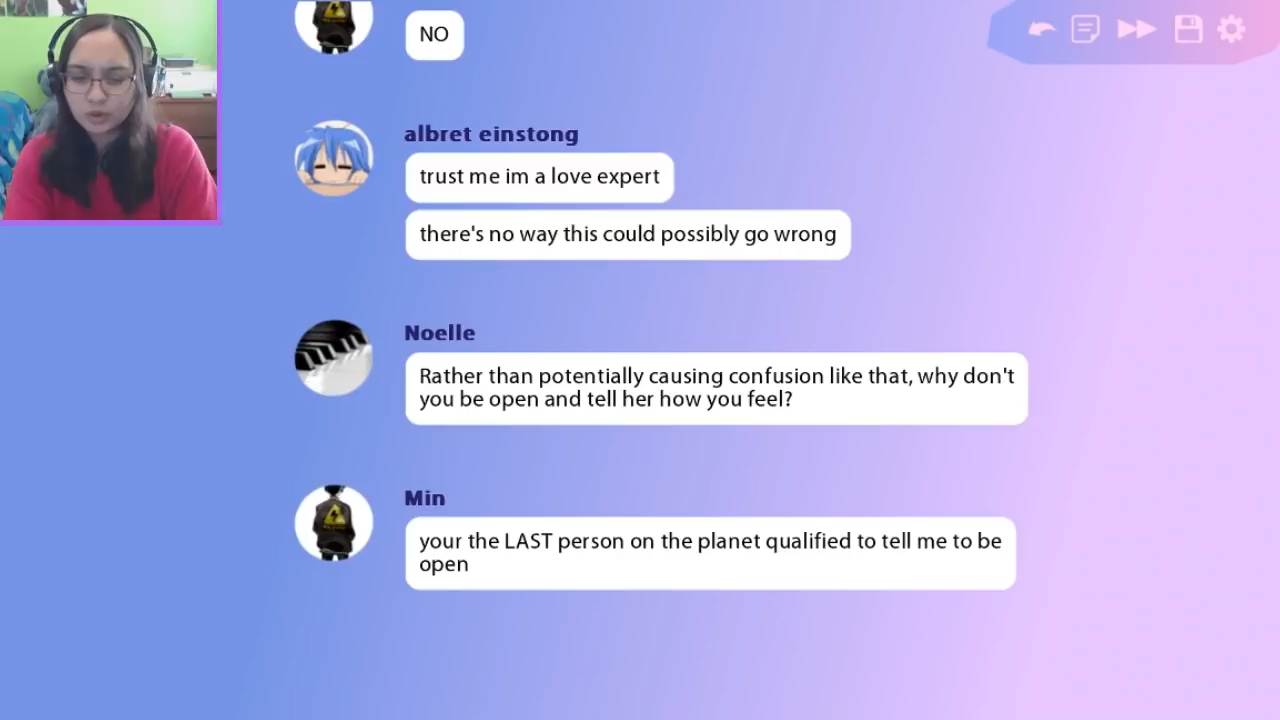 NO
albret einstong
trust me im a love expert
there's no way this could possibly go wrong
Noelle
Rather than potentially causing confusion like that, why don't
you be open and tell her how you feel?
Min
your the LAST person on the planet qualified to tell me to be
open